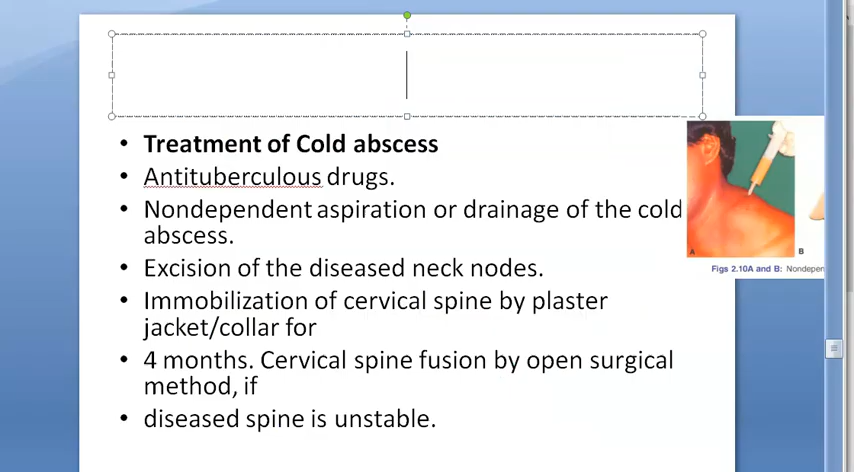 • Treatment of Cold abscess
• Antituberculous drugs.
• Nondependent aspiration or drainage of the cold
abscess.
• Excision of the diseased neck nodes.
• Immobilization of cervical spine by plaster
jacket/collar for
• 4 months. Cervical spine fusion by open surgical
method, if
• diseased spine is unstable.
A
B
Figs 2.10A and B: Nondepen